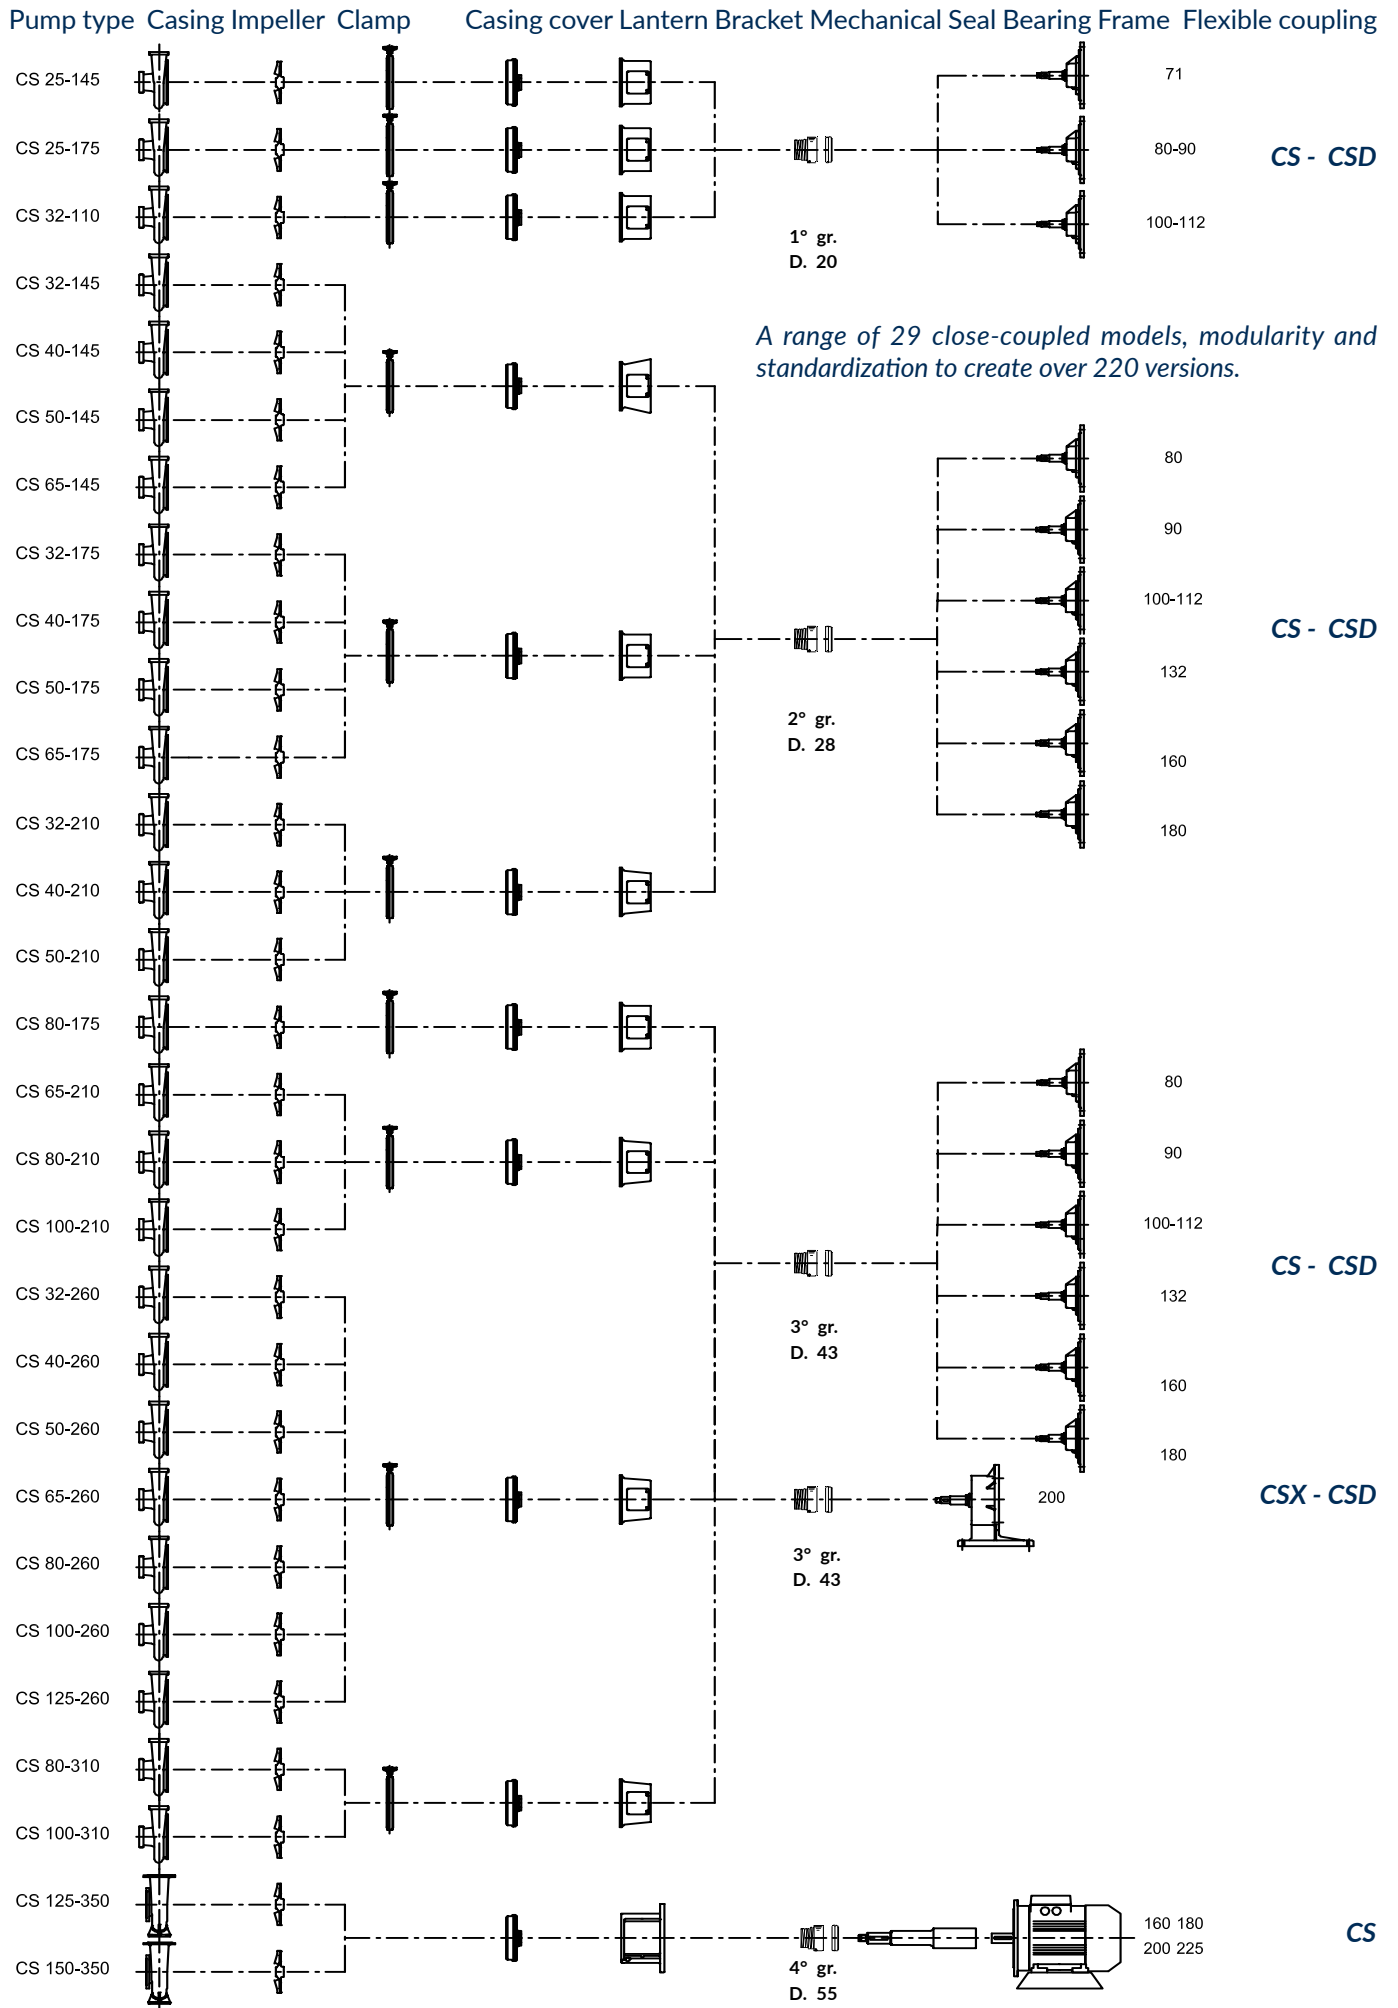 Pump type Casing Impeller Clamp Casing cover Lantern Bracket Mechanical Seal Bearing Frame Flexible coupling
CS 25-145
71
CS 25-175
80-90
CS - CSD
CS 32-110
100-112
1° gr.
D. 20
CS 32-145
A range of 29 close-coupled models, modularity and
standardization to create over 220 versions.
CS 40-145
CS 50-145
80
CS 65-145
90
CS 32-175
100-112
CS 40-175
CS - CSD
132
CS 50-175
2° gr.
D. 28
CS 65-175
160
CS 32-210
180
CS 40-210
CS 50-210
CS 80-175
80
CS 65-210
90
CS 80-210
100-112
CS 100-210
CS - CSD
CS 32-260
132
3° gr.
D. 43
CS 40-260
160
CS 50-260
180
CS 65-260
200
CSX - CSD
3° gr.
D. 43
CS 80-260
CS 100-260
CS 125-260
CS 80-310
CS 100-310
CS 125-350
160 180
200 225
CS
CS 150-350
4° gr.
D. 55